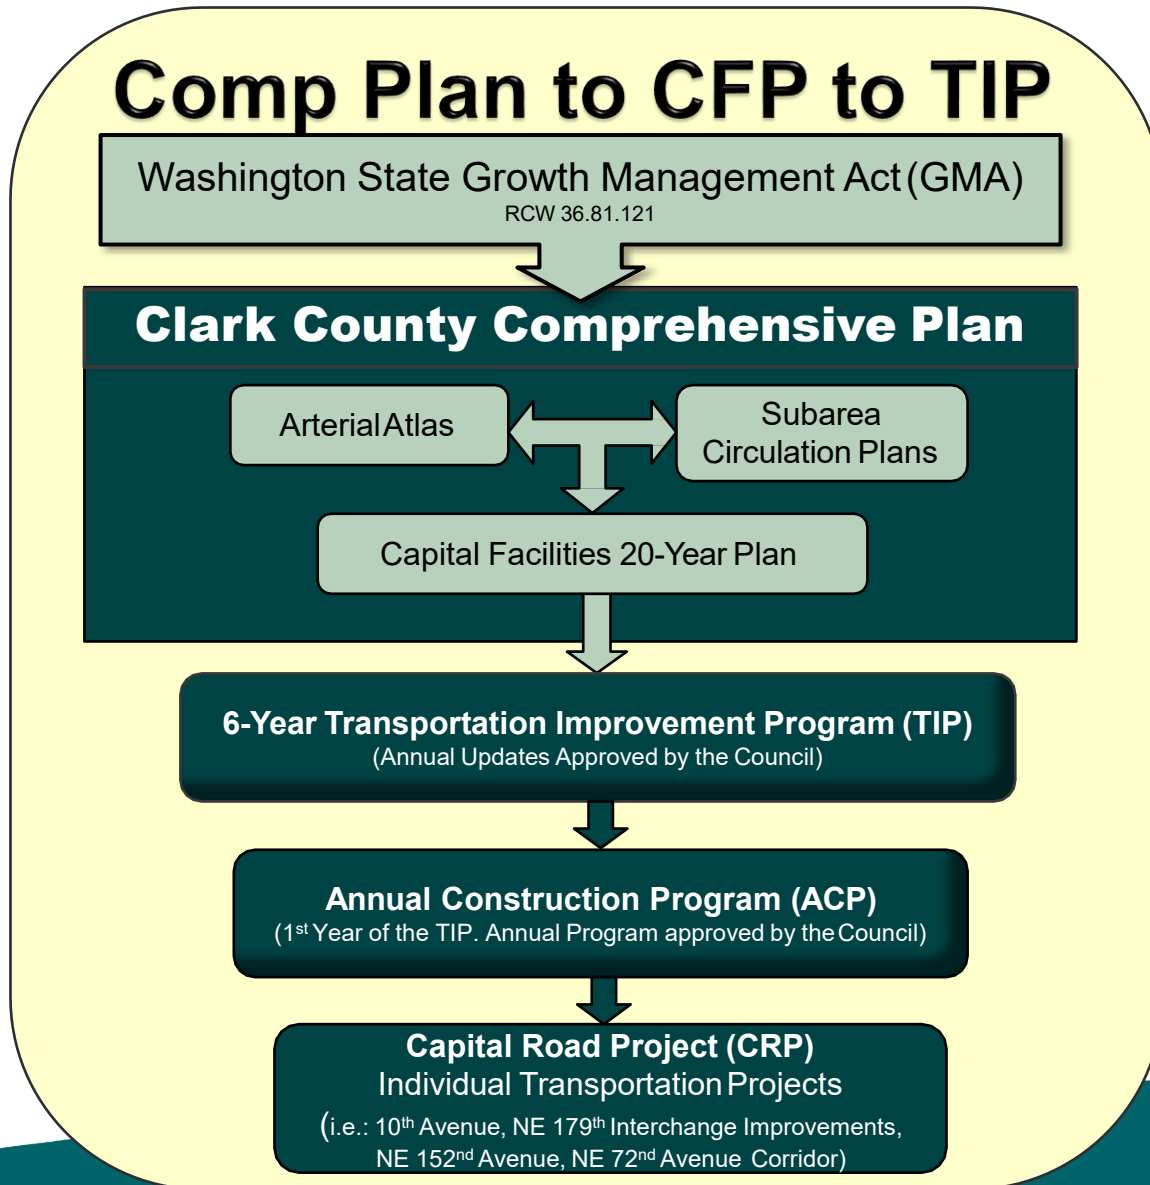 Comp Plan to CFP to TIP
Washington State Growth Management Act (GMA)
RCW 36.81.121
Clark County Comprehensive Plan
Arterial Atlas
Subarea
Circulation Plans
Capital Facilities 20-Year Plan
6-Year Transportation Improvement Program (TIP)
(Annual Updates Approved by the Council)
Annual Construction Program (ACP)
(1st Year of the TIP. Annual Program approved by the Council)
Capital Road Project (CRP)
Individual Transportation Projects
(i.e.: 10th Avenue, NE 179th Interchange Improvements,
NE 152nd Avenue, NE 72nd Avenue Corridor)